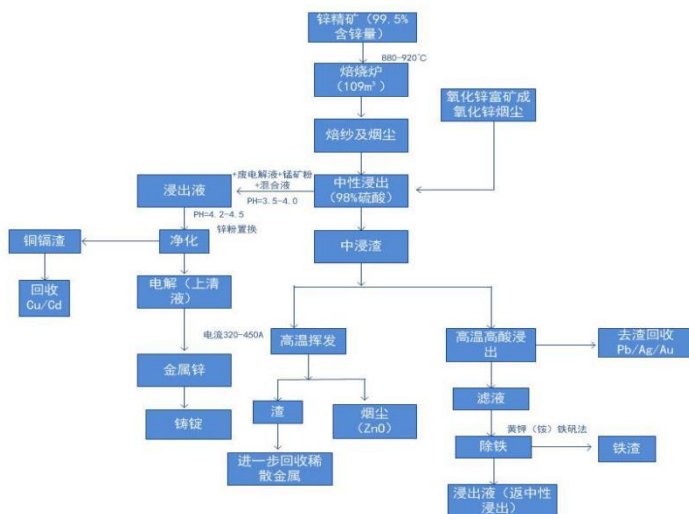 锌精矿（99.5%
含锌量）
880-920℃
焙烧炉
（109m³）
氧化锌富矿成
氧化锌烟尘
焙纱及烟尘
+废电解液+锰矿粉
+混合液
浸出液
中性浸出
（98%硫酸）
PH=3.5-4.0
PH=4.2-4.5
锌粉置换
铜镉渣
净化
中浸渣
回收
Cu/Cd
电解（上清
液）
电流320-450A
高温挥发
高温高酸浸
出
去渣回收
Pb/Ag/Au
金属锌
渣
烟尘
（ZnO）
滤液
铸锭
黄钾（铵）铁矾法
除铁
铁渣
进一步回收稀
散金属
浸出液（返中性
浸出）